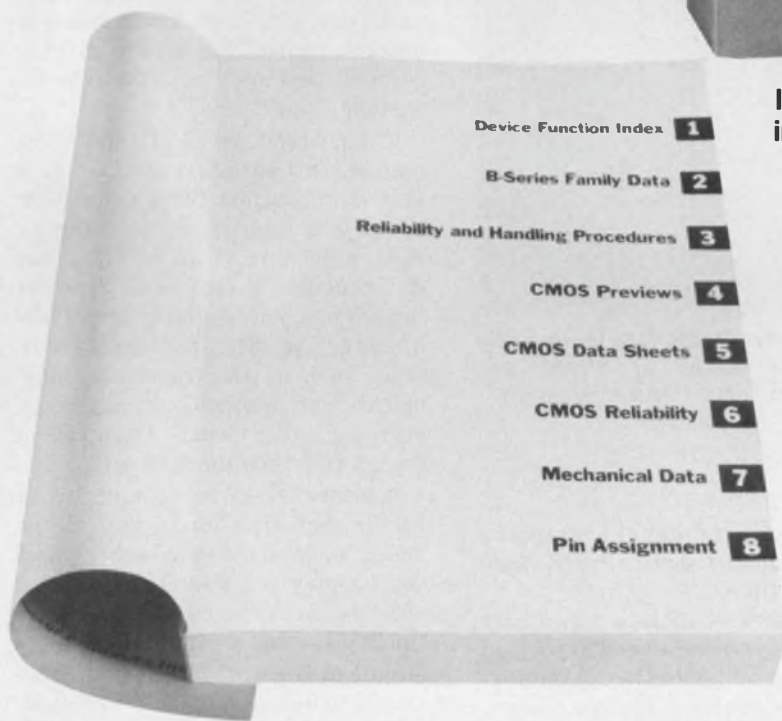 Device Function Index 1
B-Series Family Data 2
Reliability and Handling Procedures 3
CMOS Previews 4
CMOS Data Sheets 5
CMOS Reliability 6
Mechanical Data 7
Pin Assignment 8